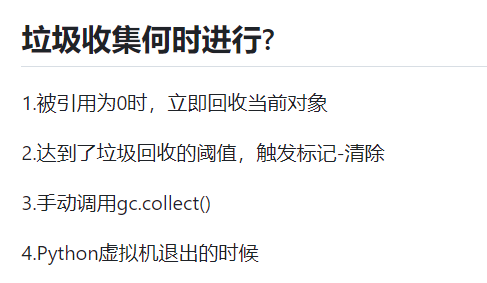 垃圾收集何时进行?
1.被引用为0时，立即回收当前对象
2.达到了垃圾回收的阈值，触发标记-清除
3.手动调用gc.collect()
4.Python虚拟机退出的时候